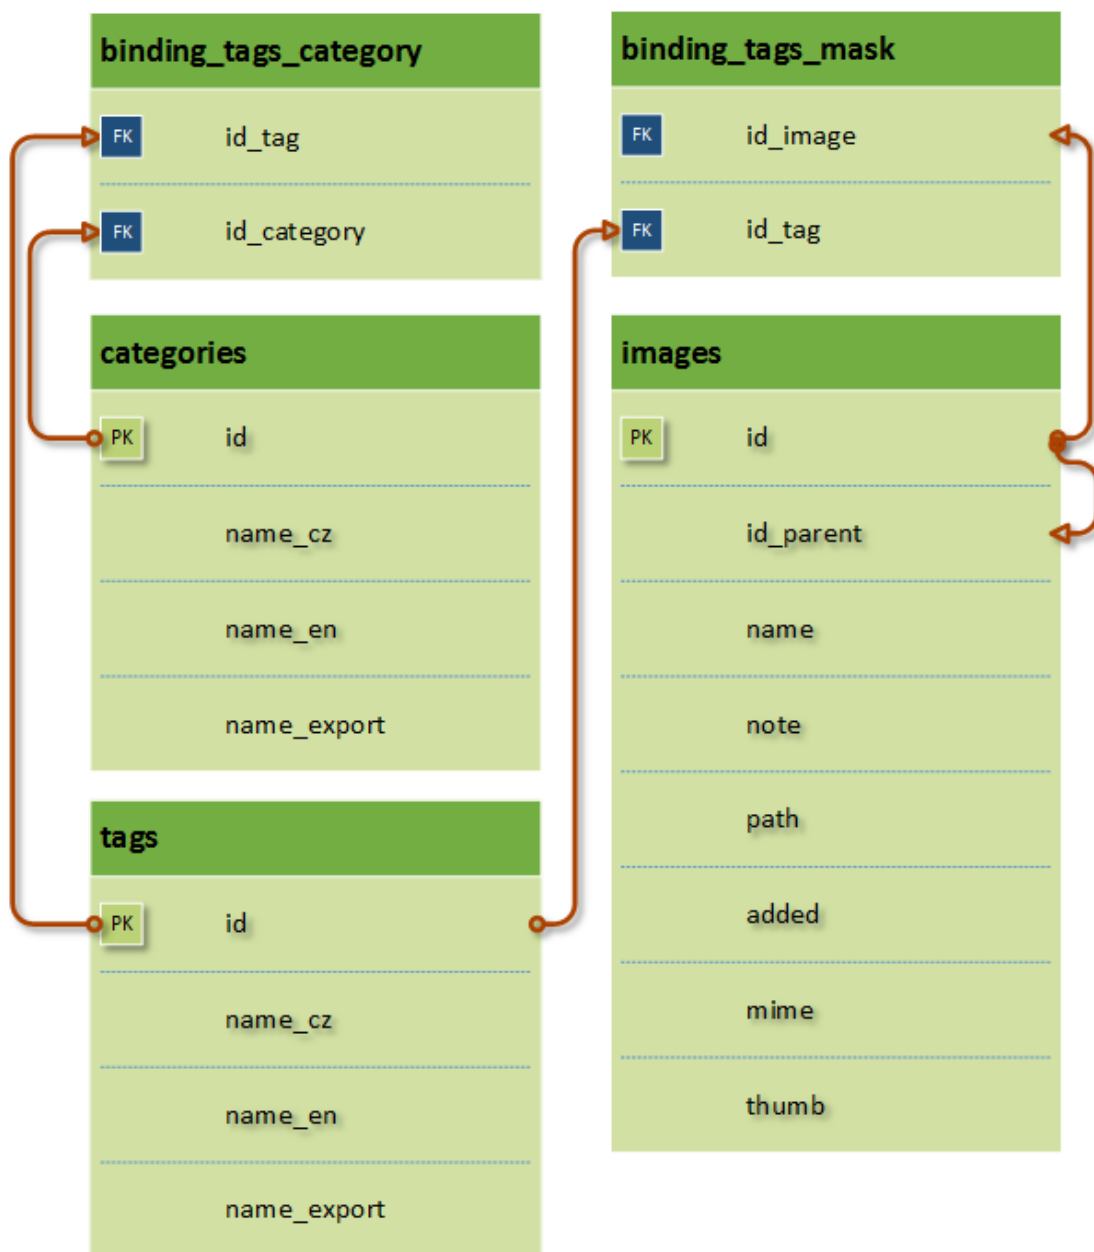 binding_tags_category
FK id_tag
FK id_category
categories
PK id
name_cz
name_en
name_export
tags
PK id
name_cz
name_en
name_export
binding_tags_mask
FK id_image
FK id_tag
images
PK id
id_parent
name
note
path
added
mime
thumb